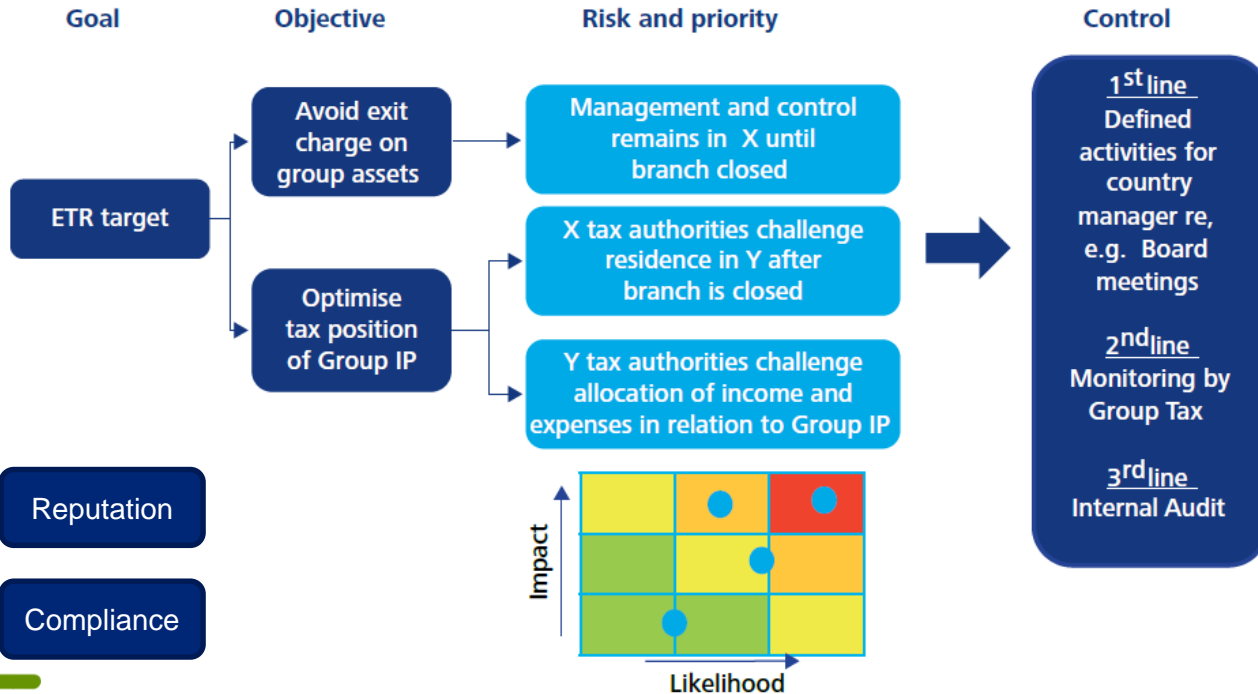 Goal
Objective
Risk and priority
Control
ETR target
Avoid exit
charge on
group assets
Optimise
tax position
of Group IP
Management and control
remains in X until
branch closed
X tax authorities challenge
residence in Y after
branch is closed
Y tax authorities challenge
allocation of income and
expenses in relation to Group IP
1st line
Defined
activities for
country
manager re,
e.g. Board
meetings
2nd line
Monitoring by
Group Tax
3rd line
Internal Audit
Reputation
Compliance
Impact
Likelihood